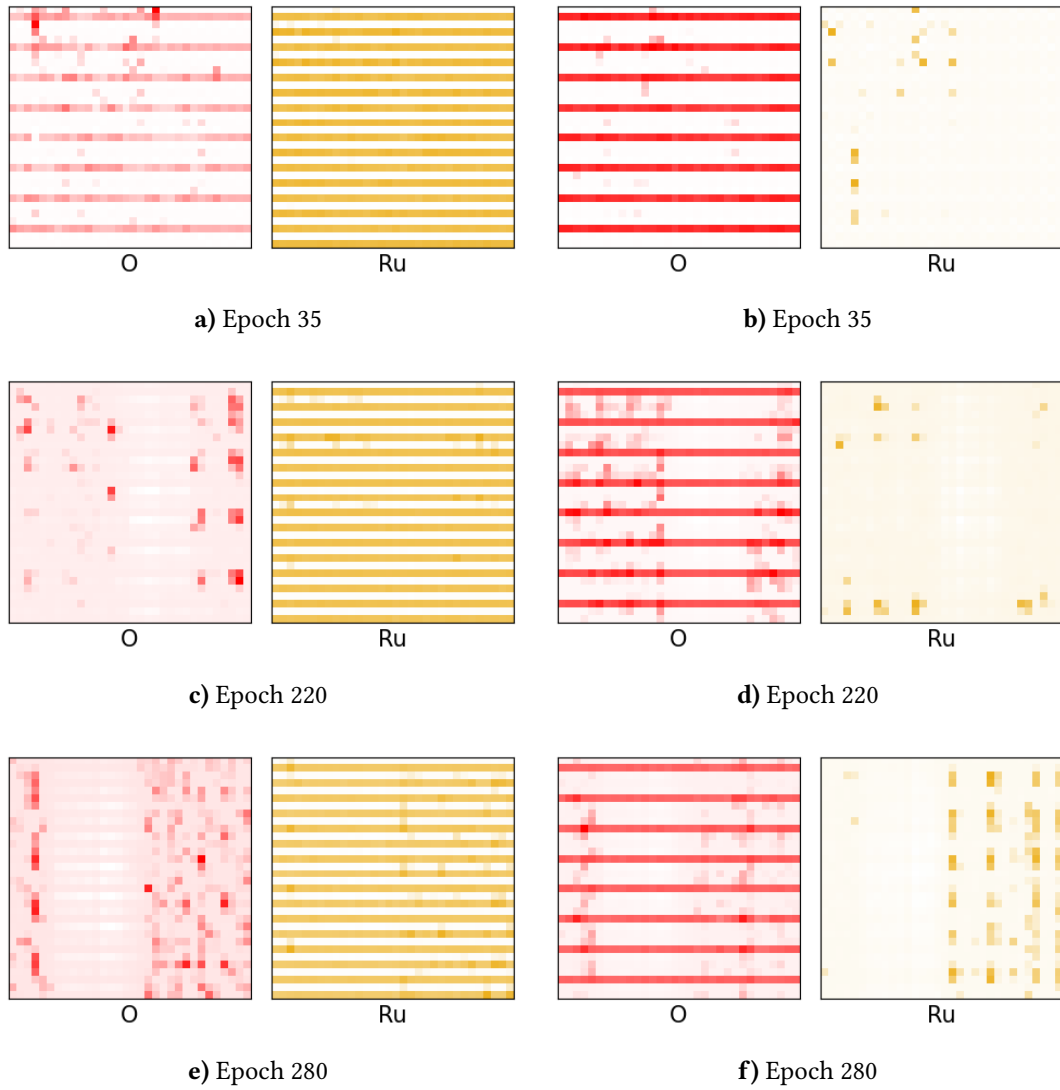 O Ru O Ru
a) Epoch 35 b) Epoch 35
O Ru O Ru
c) Epoch 220 d) Epoch 220
O Ru O Ru
e) Epoch 280 f) Epoch 280